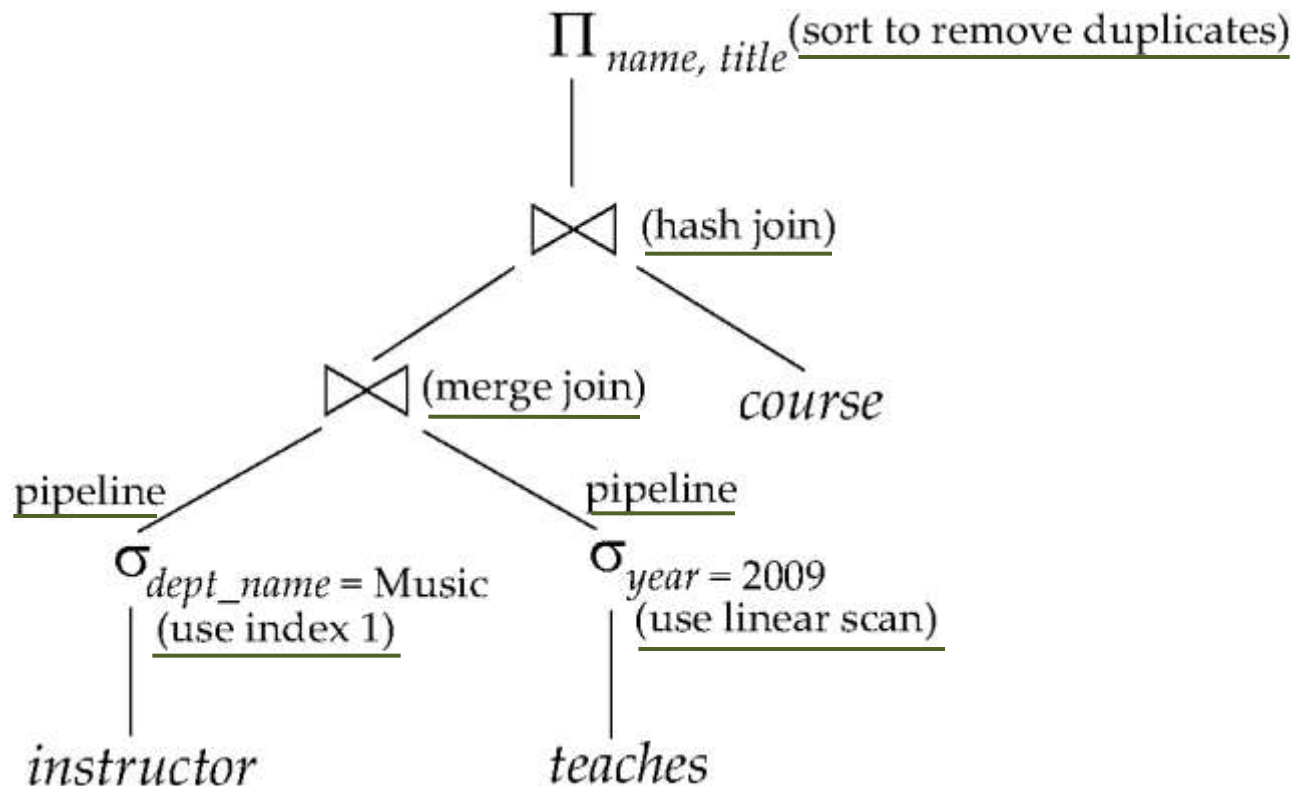 Π name, title (sort to remove duplicates)
(hash join)
(merge join)
course
pipeline
pipeline
σ dept_name = Music
σ year = 2009
(use index 1)
(use linear scan)
instructor
teaches